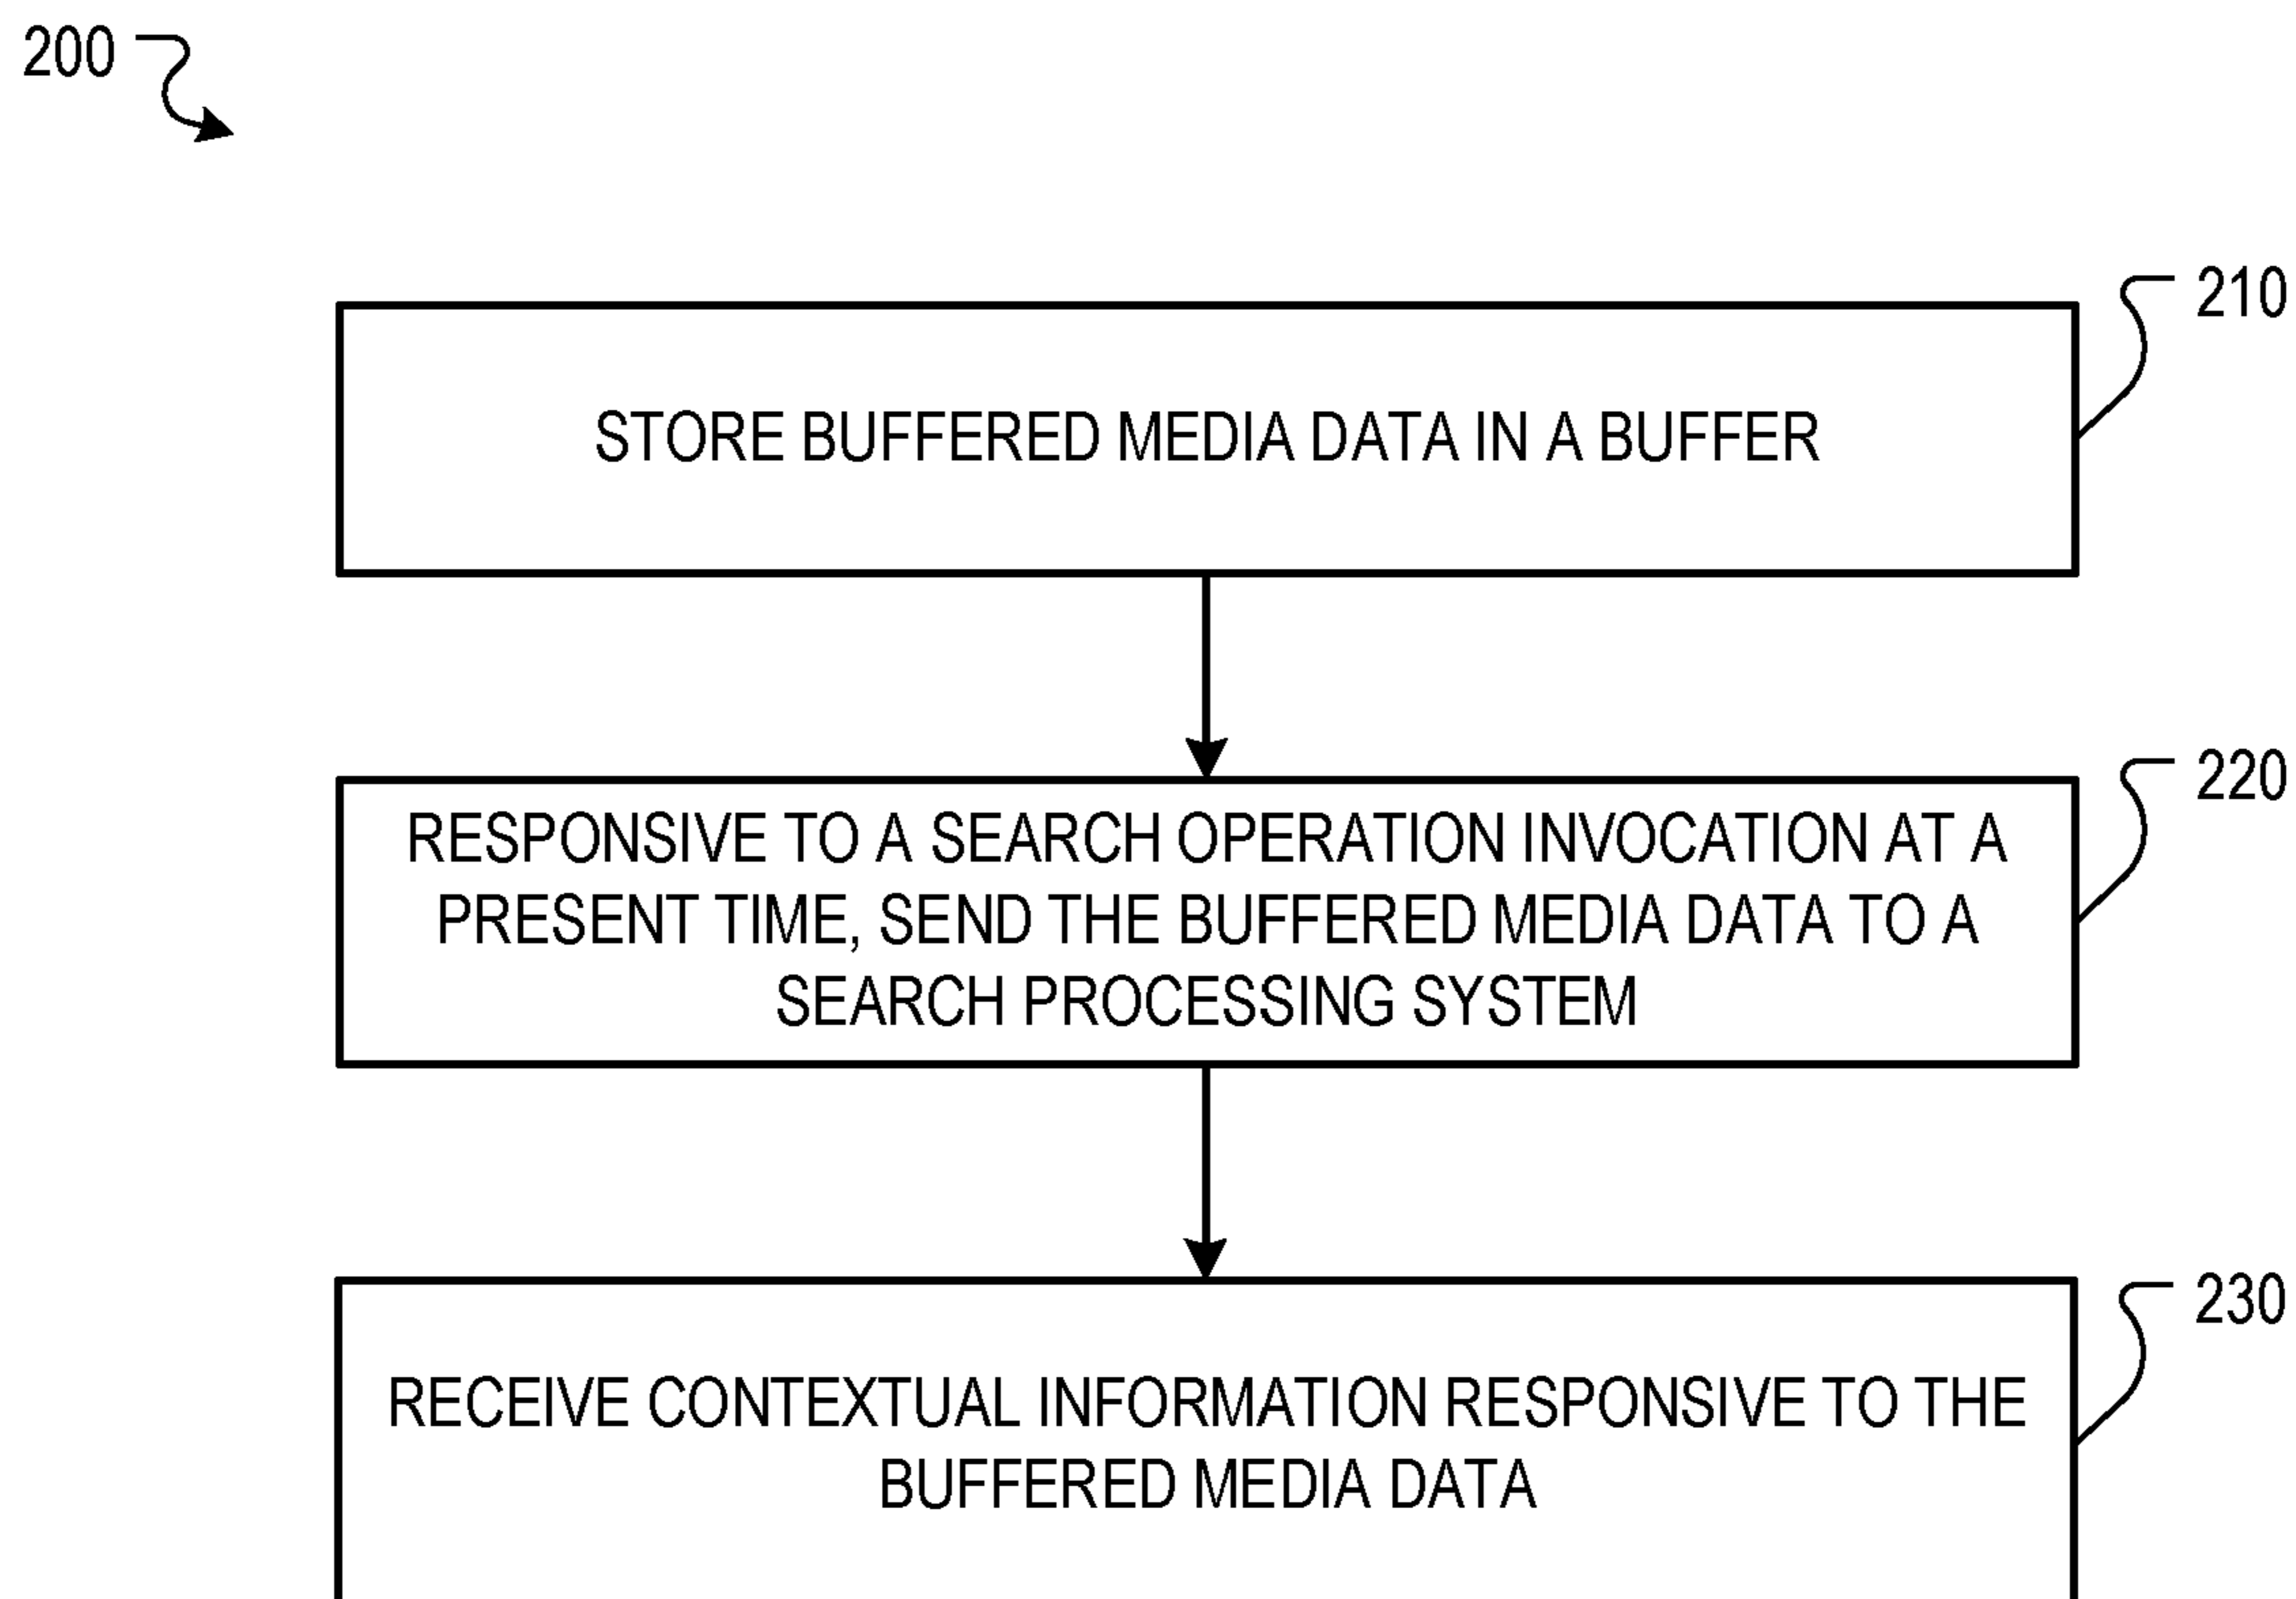 200
210
STORE BUFFERED MEDIA DATA IN A BUFFER
220
RESPONSIVE TO A SEARCH OPERATION INVOCATION AT A
PRESENT TIME, SEND THE BUFFERED MEDIA DATA TO A
SEARCH PROCESSING SYSTEM
230
RECEIVE CONTEXTUAL INFORMATION RESPONSIVE TO THE
BUFFERED MEDIA DATA